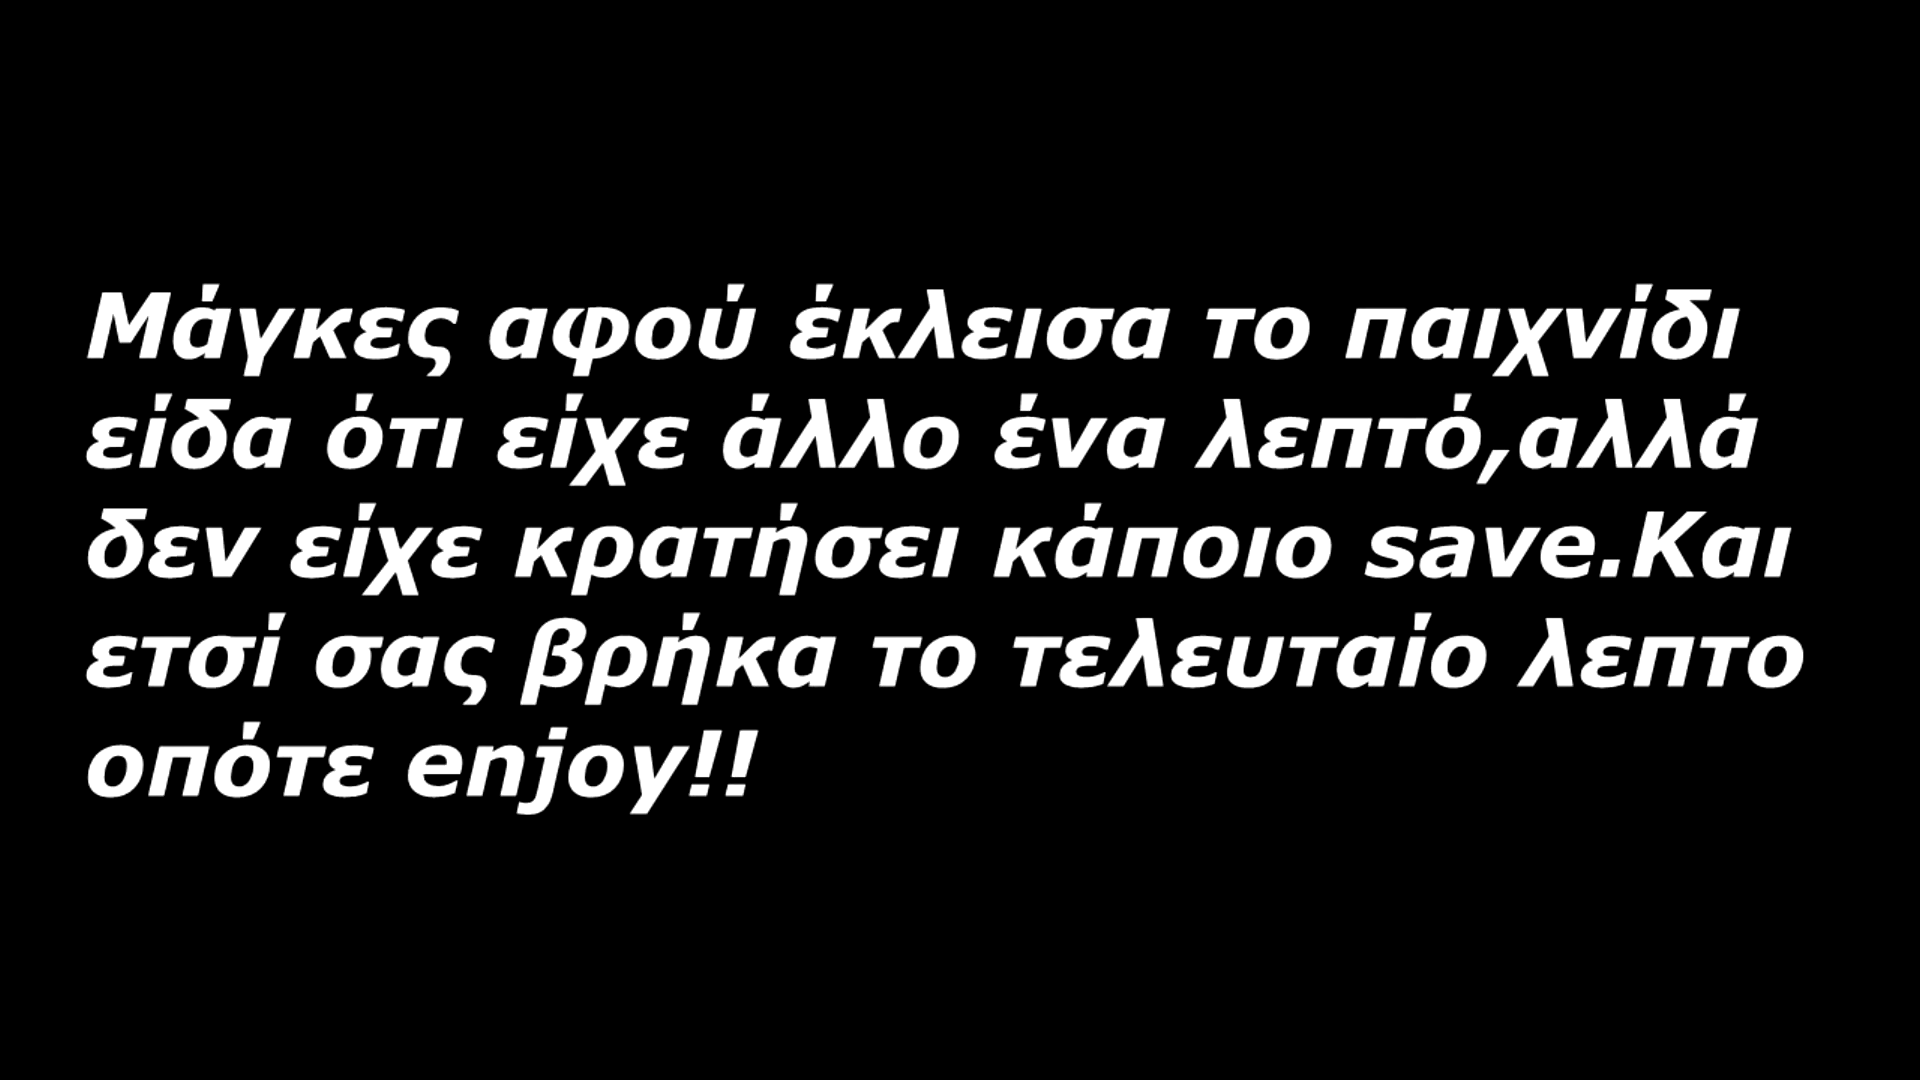 Μάγκες αφού έκλεισα το παιχνίδι
είδα ότι είχε άλλο ένα λεπτό,αλλά
δεν είχε κρατήσει κάποιο save.Και
ετσί σας βρήκα το τελευταίο λεπτο
οπότε enjoy!!